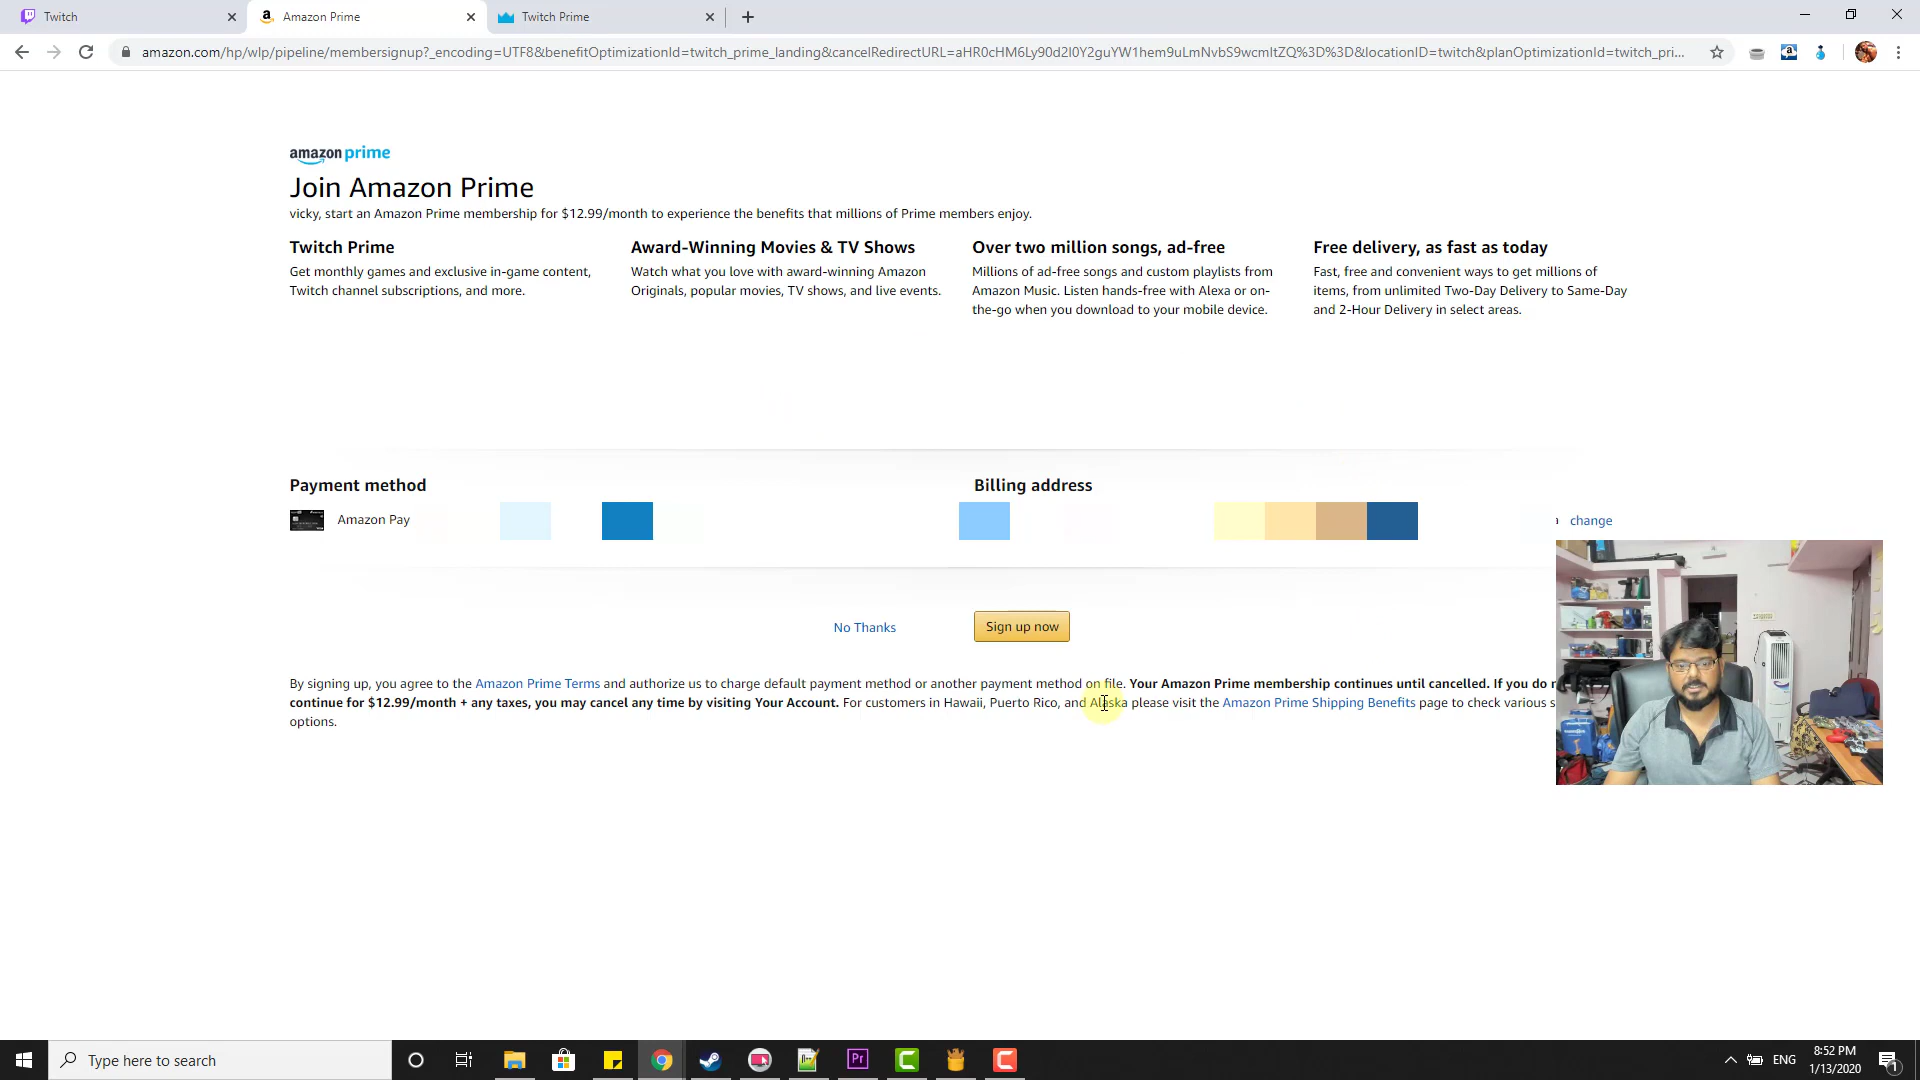 Twitch
Amazon Prime
Twitch Prime
amazon.com/hp/wlp/pipeline/membersignup?_encoding=UTF8&benefitOptimizationId=twitch_prime_landing&cancelRedirectURL=aHR0cHM6Ly90d2l0Y2guYW1hem9uLmNvbS9wcmltZQ%3D%3D&locationID=twitch&planOptimizationId=twitch_pri...
amazon prime
Join Amazon Prime
vicky, start an Amazon Prime membership for $12.99/month to experience the benefits that millions of Prime members enjoy.
Twitch Prime
Get monthly games and exclusive in-game content,
Twitch channel subscriptions, and more.
Award-Winning Movies & TV Shows
Watch what you love with award-winning Amazon
Originals, popular movies, TV shows, and live events.
Over two million songs, ad-free
Millions of ad-free songs and custom playlists from
Amazon Music. Listen hands-free with Alexa or on-
the-go when you download to your mobile device.
Free delivery, as fast as today
Fast, free and convenient ways to get millions of
items, from unlimited Two-Day Delivery to Same-Day
and 2-Hour Delivery in select areas.
Payment method
Amazon Pay
Billing address
change
No Thanks
Sign up now
By signing up, you agree to the Amazon Prime Terms and authorize us to charge default payment method or another payment method on file. Your Amazon Prime membership continues until cancelled. If you do
continue for $12.99/month + any taxes, you may cancel any time by visiting Your Account. For customers in Hawaii, Puerto Rico, and Alaska please visit the Amazon Prime Shipping Benefits page to check various
options.
Type here to search
Pr
ENG
8:52 PM
1/13/2020
1